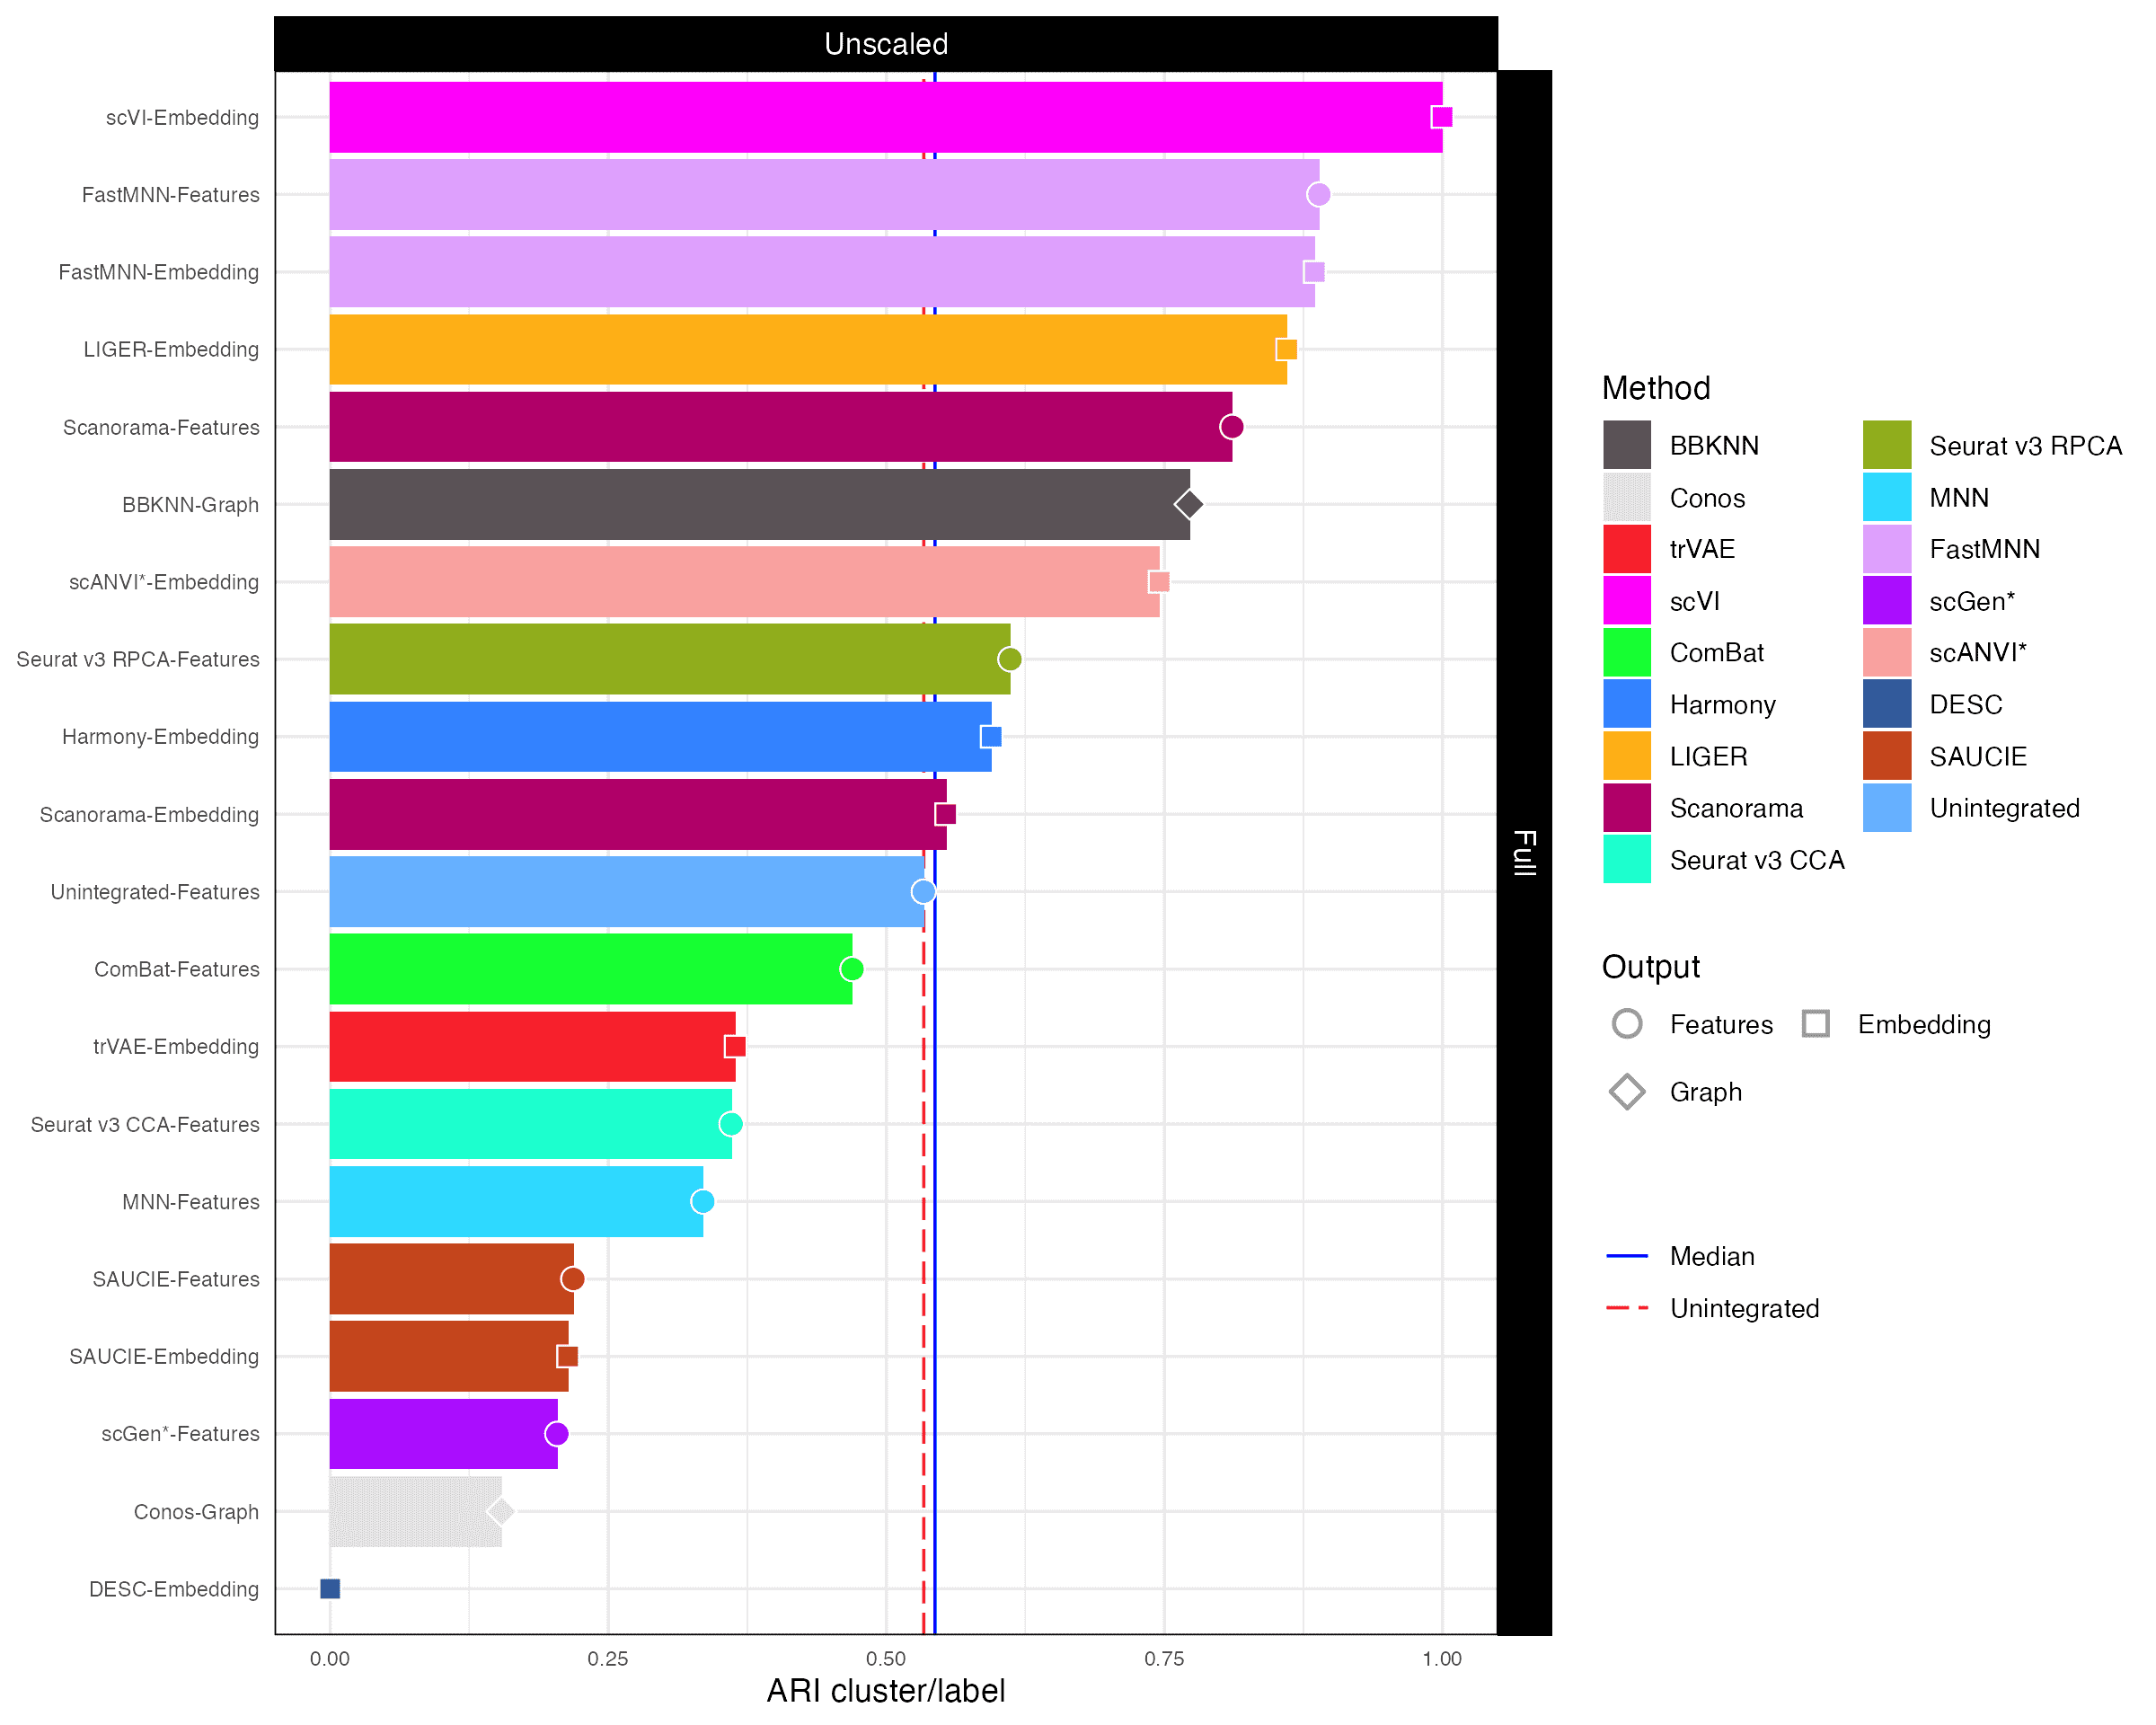 Unscaled
scVI-Embedding
FastMNN-Features
FastMNN-Embedding
LIGER-Embedding
Scanorama-Features
BBKNN-Graph
scANVI*-Embedding
Seurat v3 RPCA-Features
Harmony-Embedding
Scanorama-Embedding
Unintegrated-Features
ComBat-Features
trVAE-Embedding
Seurat v3 CCA-Features
MNN-Features
SAUCIE-Features
SAUCIE-Embedding
scGen*-Features
Conos-Graph
DESC-Embedding
0.00 0.25 0.50 0.75 1.00
ARI cluster/label
Full
Method
BBKNN
Conos
trVAE
scVI
ComBat
Harmony
LIGER
Scanorama
Seurat v3 CCA
Seurat v3 RPCA
MNN
FastMNN
scGen*
scANVI*
DESC
SAUCIE
Unintegrated
Output
Features Embedding
Graph
Median
Unintegrated